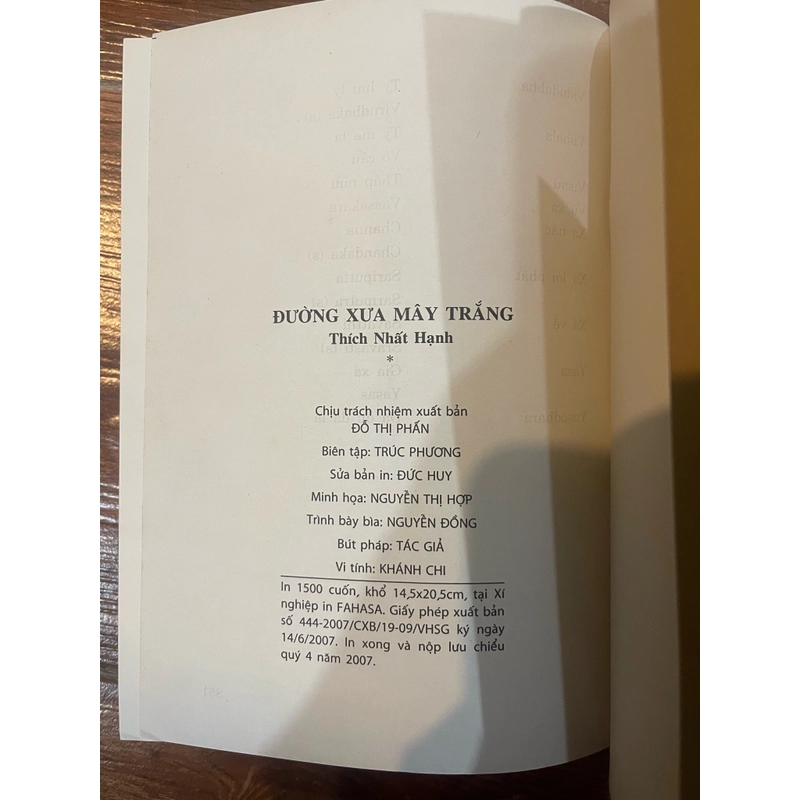 ĐƯỜNG XƯA MÂY TRẮNG
Thích Nhất Hạnh
*
Chịu trách nhiệm xuất bản
ĐỖ THỊ PHẤN
Biên tập: TRÚC PHƯƠNG
Sửa bản in: ĐỨC HUY
Minh họa: NGUYỄN THỊ HỢP
Trình bày bìa: NGUYỄN ĐỒNG
Bút pháp: TÁC GIẢ
Vi tính: KHÁNH CHI
In 1500 cuốn, khổ 14,5x20,5cm, tại Xí
nghiệp in FAHASA. Giấy phép xuất bản
số 444-2007/CXB/19-09/VHSG ký ngày
14/6/2007. In xong và nộp lưu chiểu
quý 4 năm 2007.